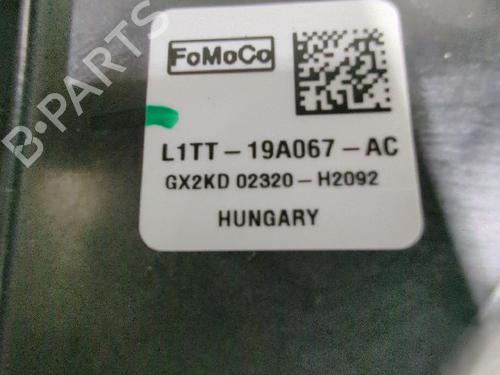 FoMoCo
L1TT-19A067-AC
GX2KD 02320-H2092
HUNGARY
B-PARTS